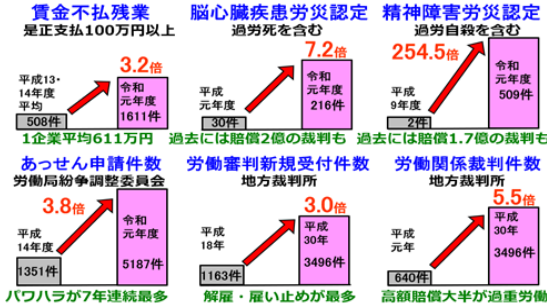 賃金不払残業
是正支払100万円以上
3.2倍
平成13・
14年度
平均
508件
令和
元年度
1611件
1企業平均611万円
脳心臓疾患労災認定
過労死を含む
7.2倍
平成
元年度
30件
令和
元年度
216件
過去には賠償2億の裁判も
精神障害労災認定
過労自殺を含む
254.5倍
平成
9年度
2件
令和
元年度
509件
過去には賠償1.7億の裁判も
あっせん申請件数
労働局紛争調整委員会
3.8倍
平成
14年度
1351件
令和
元年度
5187件
パワハラが7年連続最多
労働審判新規受付件数
地方裁判所
3.0倍
平成
18年
1163件
平成
30年
3496件
解雇・雇い止めが最多
労働関係裁判件数
地方裁判所
5.5倍
平成
元年
640件
平成
30年
3496件
高額賠償大半が過重労働